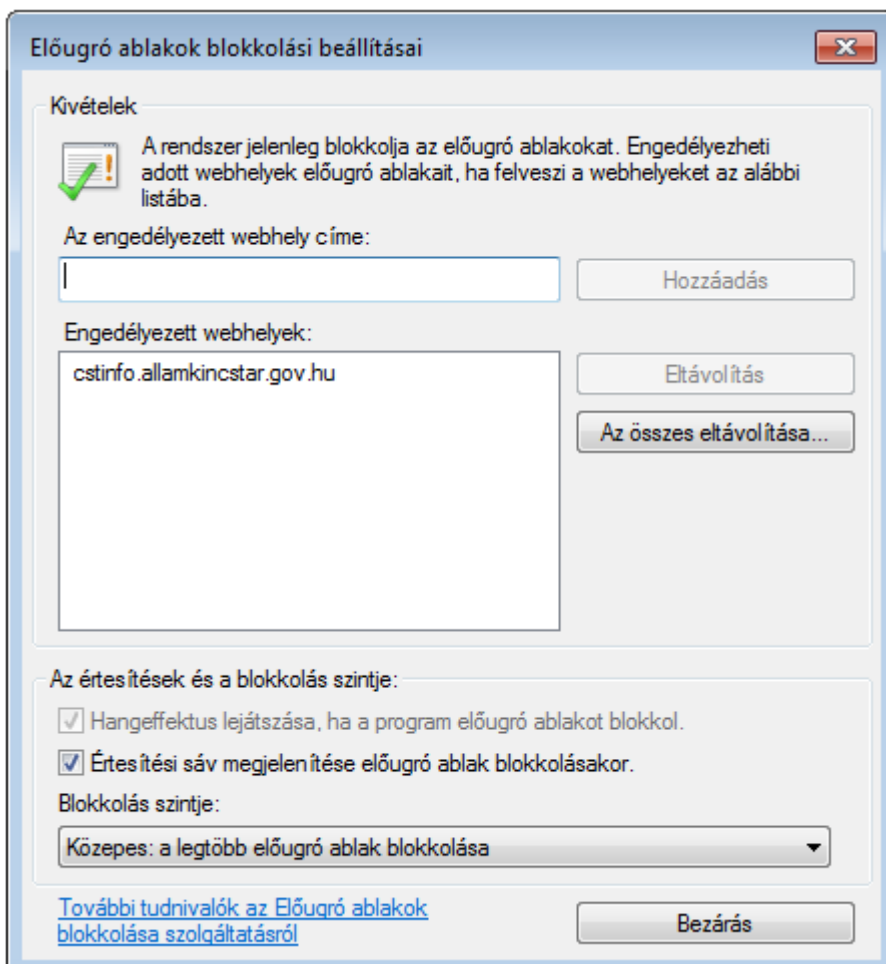 Előugró ablakok blokkolási beállításai
Kivételek
A rendszer jelenleg blokkolja az előugró ablakokat. Engedélyezheti
adott webhelyek előugró ablakait, ha felveszi a webhelyeket az alábbi
listába.
Az engedélyezett webhely címe:
Hozzáadás
Engedélyezett webhelyek:
cstinfo.allamkincstar.gov.hu
Eltávolítás
Az összes eltávolítása...
Az értesítések és a blokkolás szintje:
Hangeffektus lejátszása, ha a program előugró ablakot blokkol.
Értesítési sáv megjelenítése előugró ablak blokkolásakor.
Blokkolás szintje:
Közepes: a legtöbb előugró ablak blokkolása
További tudnivalók az Előugró ablakok
blokkolása szolgáltatásról
Bezárás